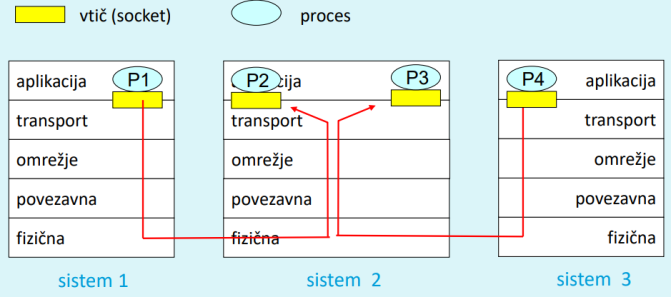 vtič (socket)
proces
aplikacija
P1
transport
omrežje
povezavna
fizična
sistem 1
P2
cija
P3
transport
omrežje
povezavna
fizična
sistem 2
P4
aplikacija
transport
omrežje
povezavna
fizična
sistem 3